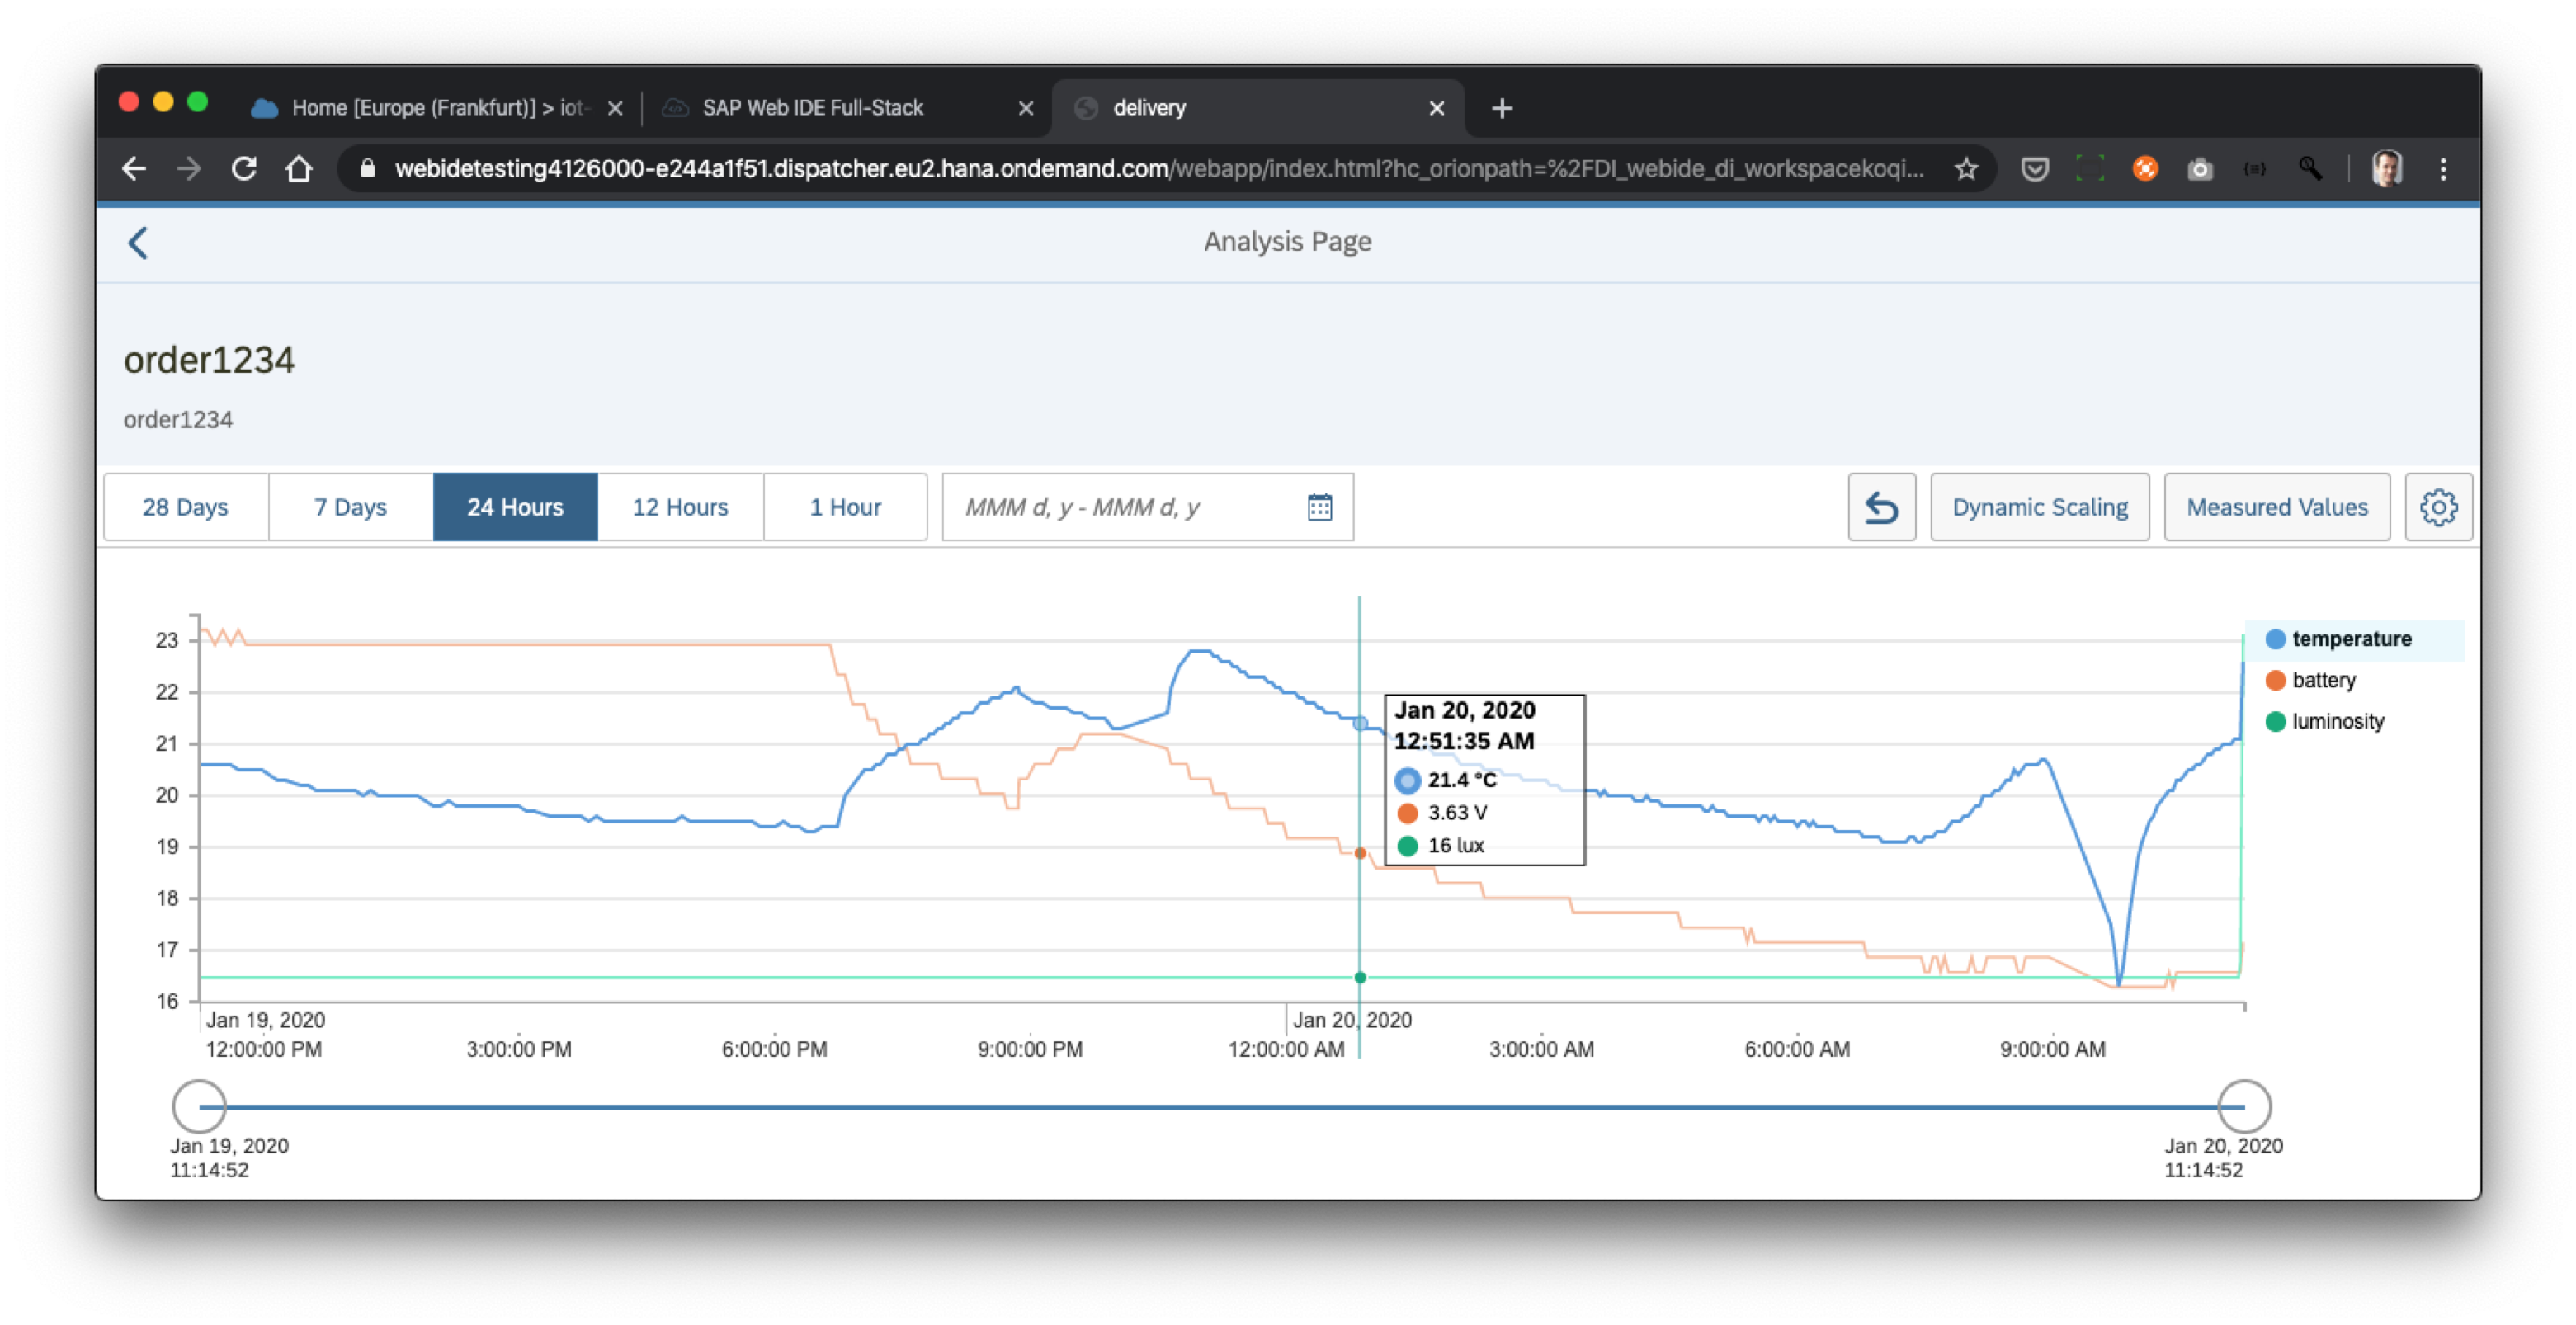 Home [Europe (Frankfurt)] > iot-
SAP Web IDE Full-Stack
delivery
webidetesting4126000-e244a1f51.dispatcher.eu2.hana.ondemand.com/webapp/index.html?hc_orionpath=%2FDI_webide_di_workspacekoqi...
Analysis Page
order1234
order1234
28 Days
7 Days
24 Hours
12 Hours
1 Hour
MMM d, y - MMM d, y
Dynamic Scaling
Measured Values
23
22
21
20
19
18
17
16
temperature
battery
luminosity
Jan 20, 2020
12:51:35 AM
21.4 °C
3.63 V
16 lux
Jan 19, 2020
Jan 20, 2020
12:00:00 PM
3:00:00 PM
6:00:00 PM
9:00:00 PM
12:00:00 AM
3:00:00 AM
6:00:00 AM
9:00:00 AM
Jan 19, 2020
11:14:52
Jan 20, 2020
11:14:52